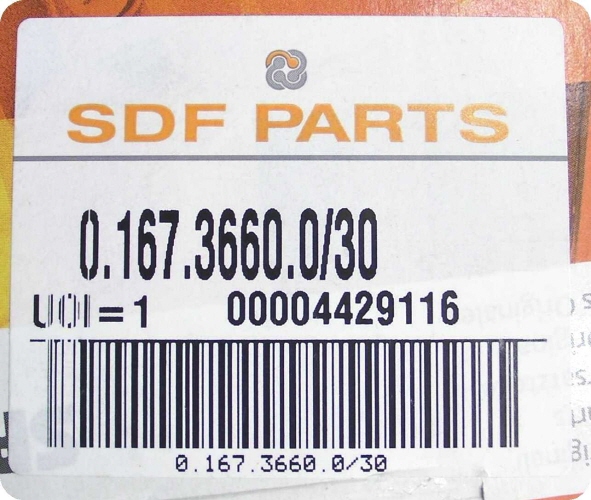 SDF PARTS
0.167.3660.0/30
UOI = 1 00004429116
0.167.3660.0/30